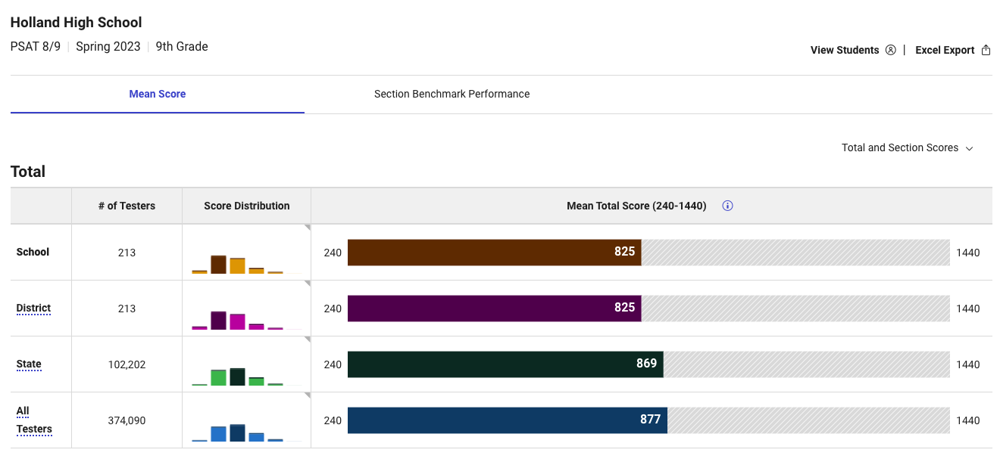 Holland High School
PSAT 8/9 | Spring 2023 | 9th Grade
View Students | Excel Export
Mean Score
Section Benchmark Performance
Total and Section Scores
Total
# of Testers
Score Distribution
Mean Total Score (240-1440)
School
213
240
825
1440
District
213
240
825
1440
State
102,202
240
869
1440
All
Testers
374,090
240
877
1440